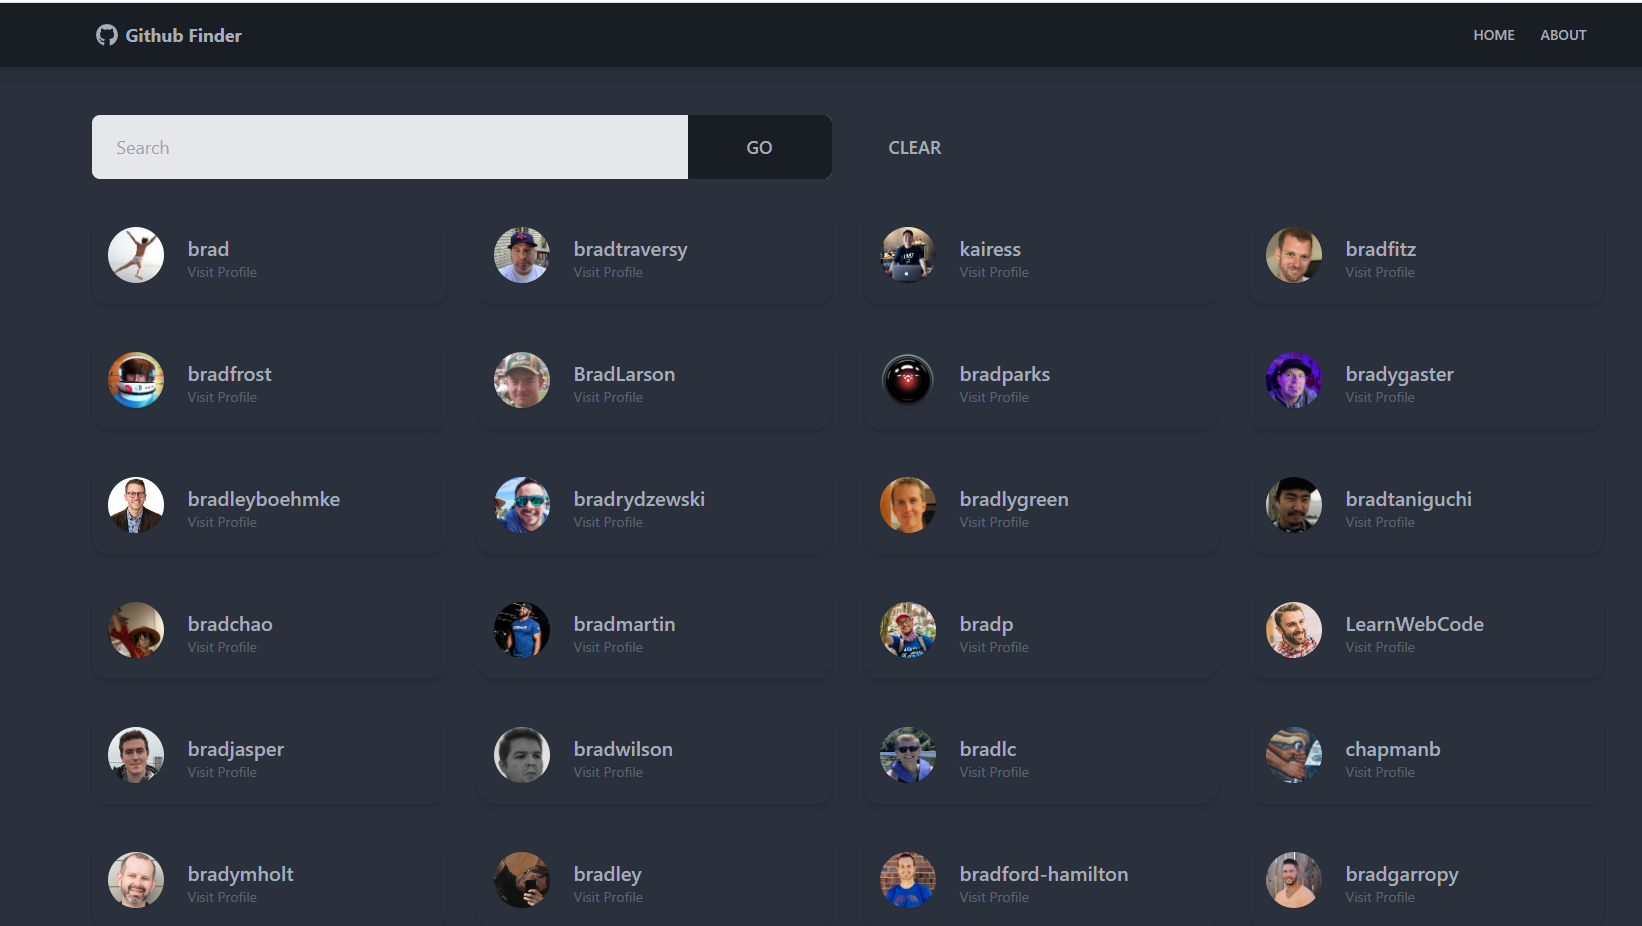 Github Finder
HOME ABOUT
Search GO CLEAR
brad
Visit Profile
bradtraversy
Visit Profile
kairess
Visit Profile
bradfitz
Visit Profile
bradfrost
Visit Profile
BradLarson
Visit Profile
bradparks
Visit Profile
bradygaster
Visit Profile
bradleyboehmke
Visit Profile
bradrydzewski
Visit Profile
bradlygreen
Visit Profile
bradtaniguchi
Visit Profile
bradchao
Visit Profile
bradmartin
Visit Profile
bradp
Visit Profile
LearnWebCode
Visit Profile
bradjasper
Visit Profile
bradwilson
Visit Profile
bradlc
Visit Profile
chapmanb
Visit Profile
bradymholt
Visit Profile
bradley
Visit Profile
bradford-hamilton
Visit Profile
bradgarropy
Visit Profile